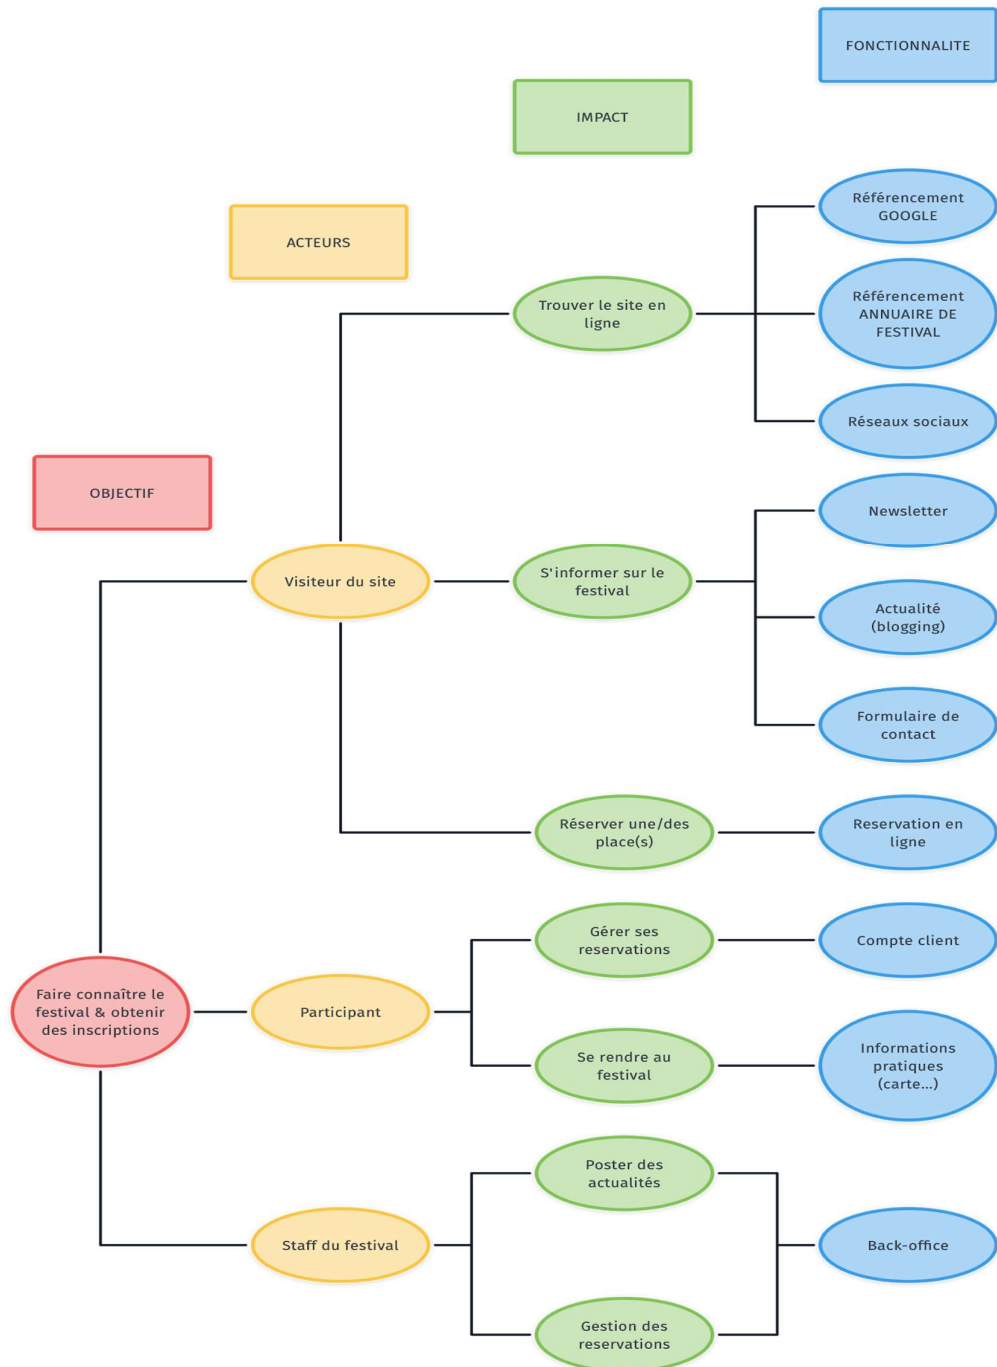 FONCTIONNALITE
IMPACT
ACTEURS
OBJECTIF
Référencement
GOOGLE
Trouver le site en
ligne
Référencement
ANNUAIRE DE
FESTIVAL
Réseaux sociaux
Newsletter
Visiteur du site
S'informer sur le
festival
Actualité
(blogging)
Formulaire de
contact
Réserver une/des
place(s)
Reservation en
ligne
Gérer ses
reservations
Compte client
Faire connaître le
festival & obtenir
des inscriptions
Participant
Se rendre au
festival
Informations
pratiques
(carte...)
Poster des
actualités
Staff du festival
Back-office
Gestion des
reservations